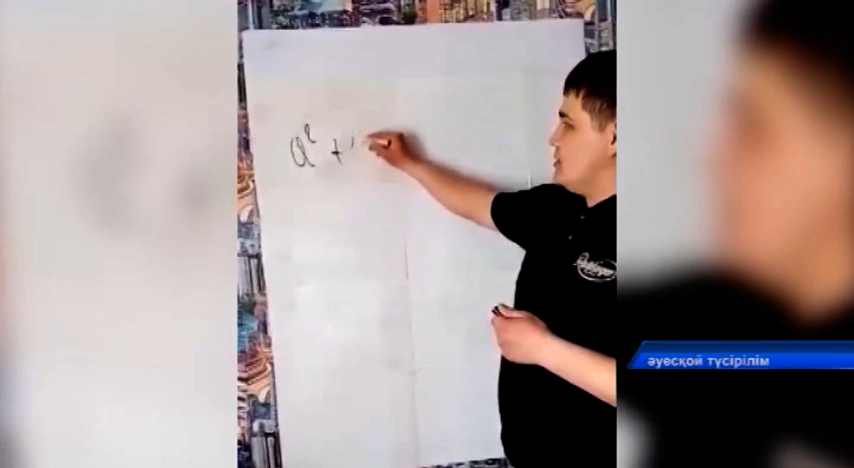 a² +
әуесқой түсірілім